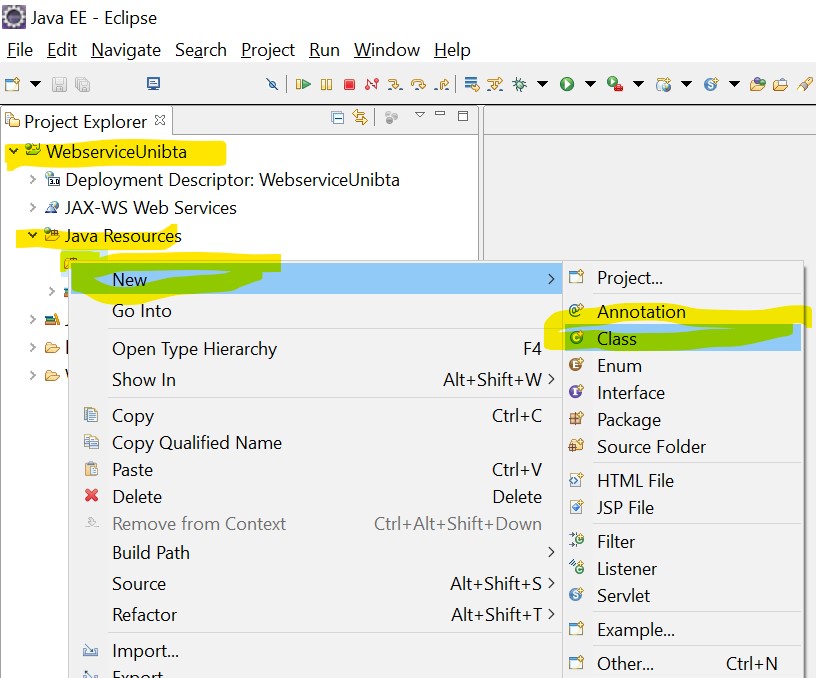 Java EE - Eclipse
File Edit Navigate Search Project Run Window Help
Project Explorer
WebserviceUnibta
Deployment Descriptor: WebserviceUnibta
JAX-WS Web Services
Java Resources
New
Go Into
Open Type Hierarchy F4
Show In Alt+Shift+W
Copy Ctrl+C
Copy Qualified Name
Paste Ctrl+V
Delete Delete
Remove from Context Ctrl+Alt+Shift+Down
Build Path
Source Alt+Shift+S
Refactor Alt+Shift+T
Import...
Export...
Project...
Annotation
Class
Enum
Interface
Package
Source Folder
HTML File
JSP File
Filter
Listener
Servlet
Example...
Other... Ctrl+N